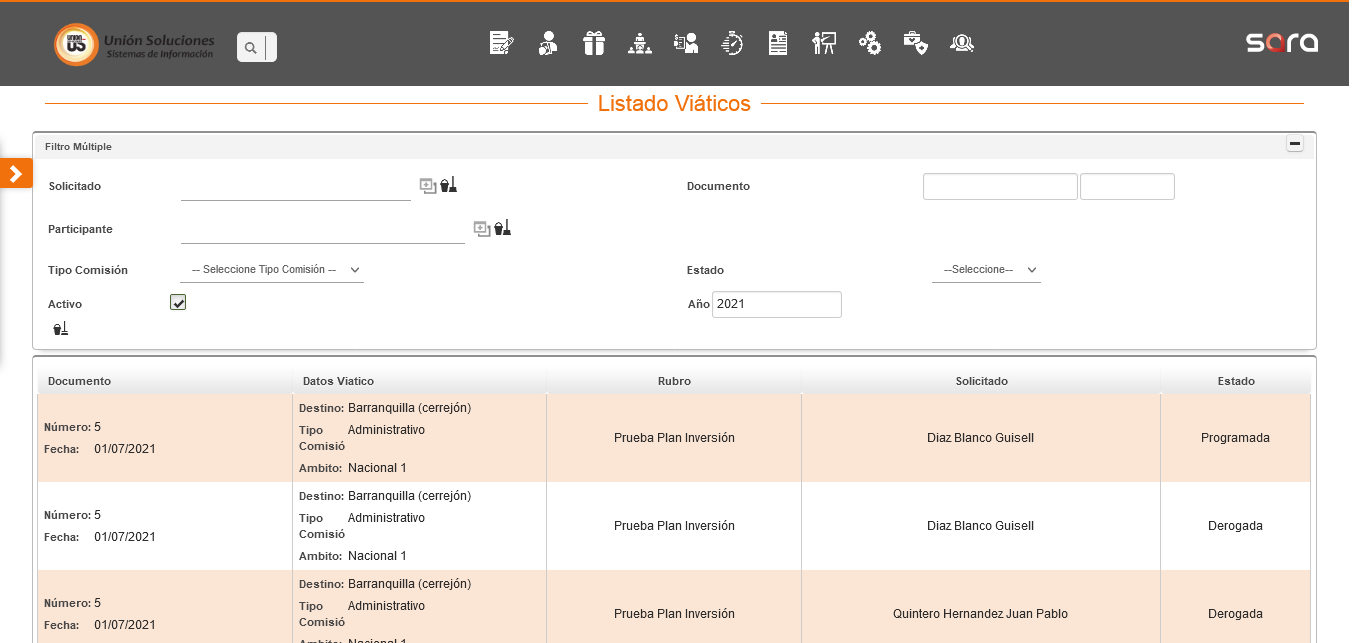 UNION
US
Unión Soluciones
Sistemas de Información
sara
Listado Viáticos
Filtro Múltiple
Solicitado
Documento
Participante
Tipo Comisión -- Seleccione Tipo Comisión -- Estado --Seleccione--
Activo Año 2021
Documento Datos Viatico Rubro Solicitado Estado
Número: 5
Fecha: 01/07/2021
Destino: Barranquilla (cerrejón)
Tipo Administrativo
Comisió
Ambito: Nacional 1
Prueba Plan Inversión
Diaz Blanco Guisell
Programada
Número: 5
Fecha: 01/07/2021
Destino: Barranquilla (cerrejón)
Tipo Administrativo
Comisió
Ambito: Nacional 1
Prueba Plan Inversión
Diaz Blanco Guisell
Derogada
Número: 5
Fecha: 01/07/2021
Destino: Barranquilla (cerrejón)
Tipo Administrativo
Comisió
Ambito: Nacional 1
Prueba Plan Inversión
Quintero Hernandez Juan Pablo
Derogada